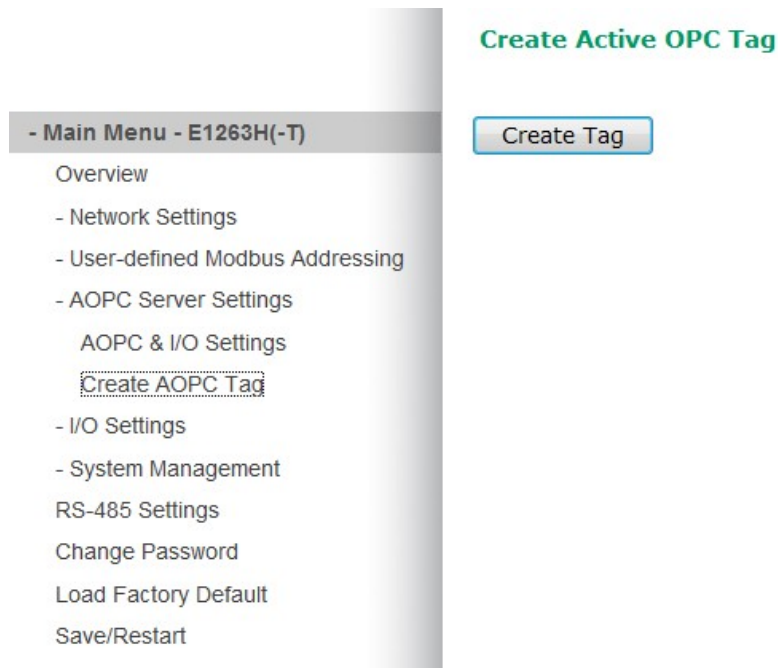 Create Active OPC Tag
Create Tag
- Main Menu - E1263H(-T)
Overview
- Network Settings
- User-defined Modbus Addressing
- AOPC Server Settings
AOPC & I/O Settings
Create AOPC Tag
- I/O Settings
- System Management
RS-485 Settings
Change Password
Load Factory Default
Save/Restart